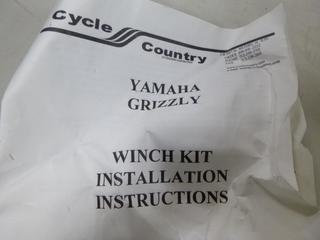 Cycle
Country
YAMAHA
GRIZZLY
WINCH KIT
INSTALLATION
INSTRUCTIONS